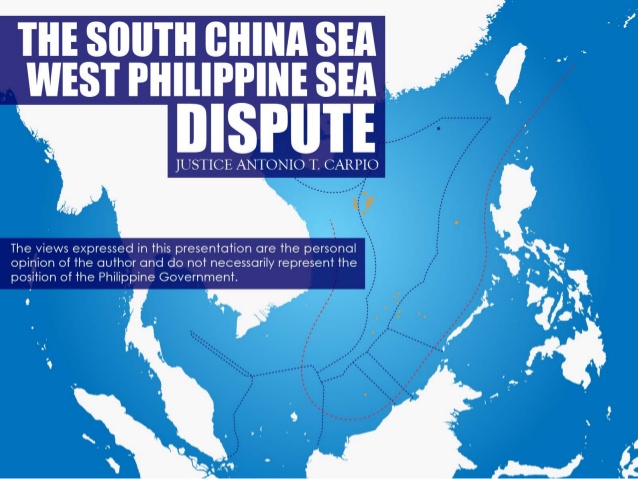 THE SOUTH CHINA SEA
WEST PHILIPPINE SEA
DISPUTE
JUSTICE ANTONIO T. CARPIO
The views expressed in this presentation are the personal
opinion of the author and do not necessarily represent the
position of the Philippine Government.